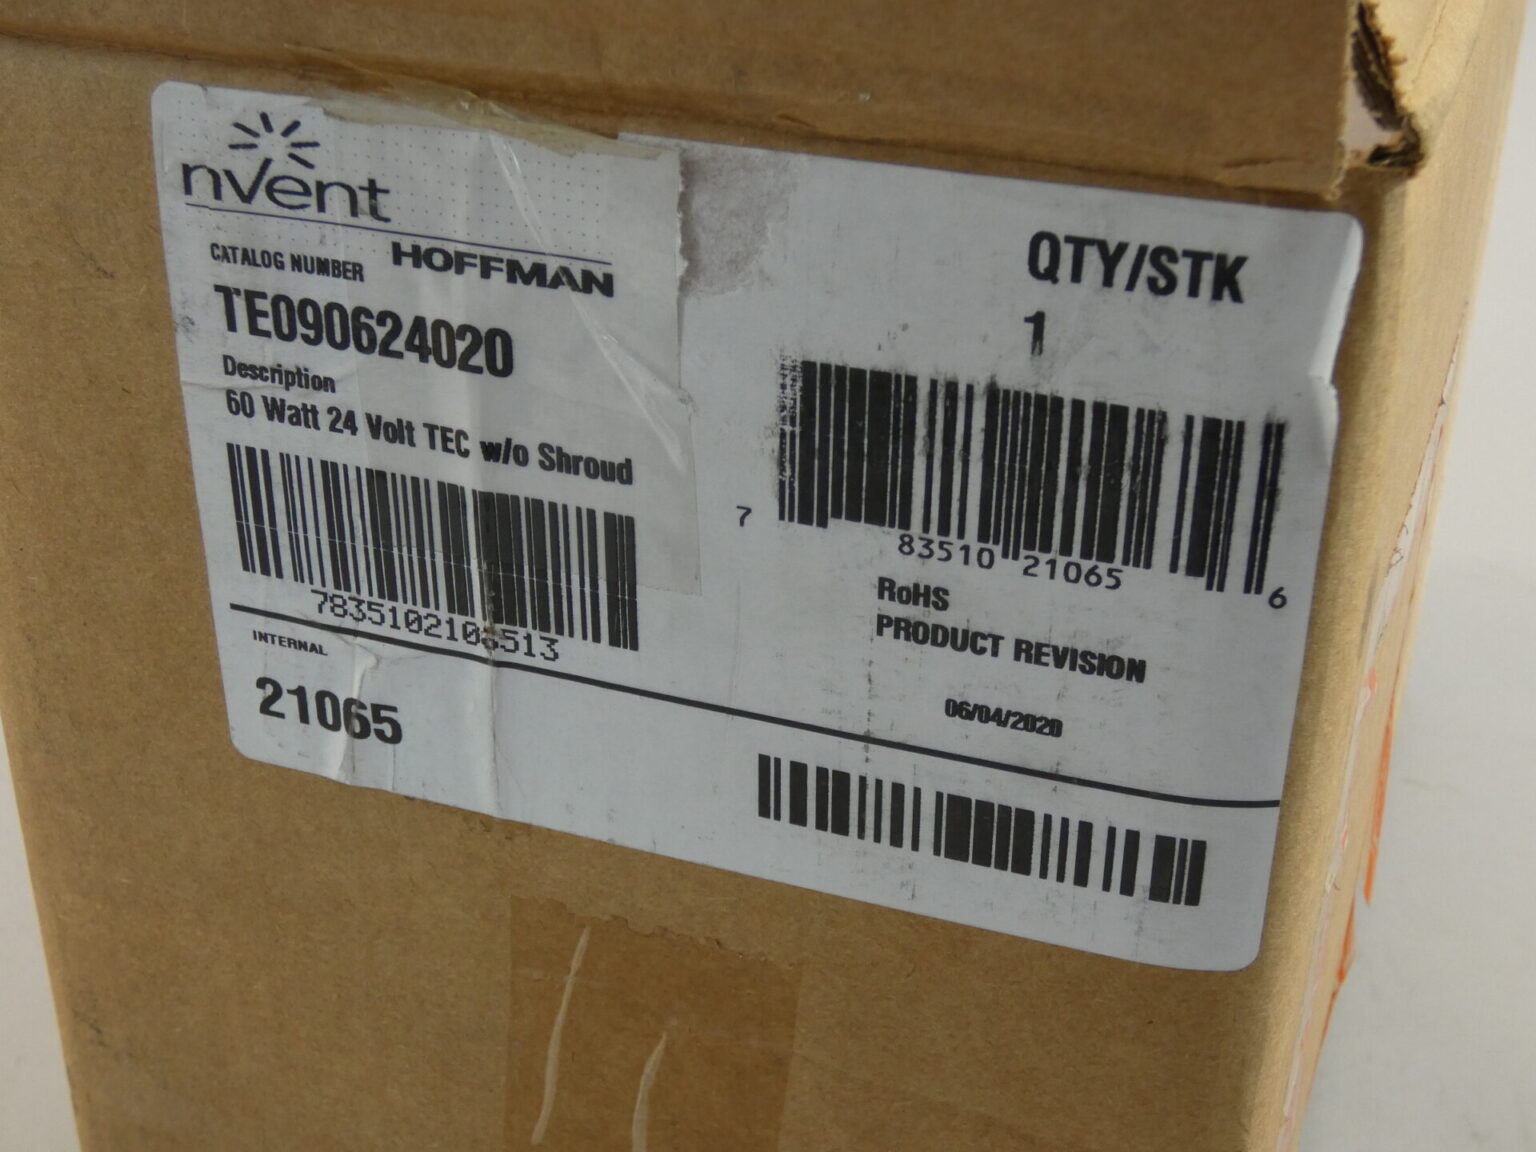 nVent
HOFFMAN
CATALOG NUMBER
TE090624020
Description
60 Watt 24 Volt TEC w/o Shroud
7835102106513
INTERNAL
21065
QTY/STK
1
7 83510 21065 6
RoHS
PRODUCT REVISION
06/04/2020